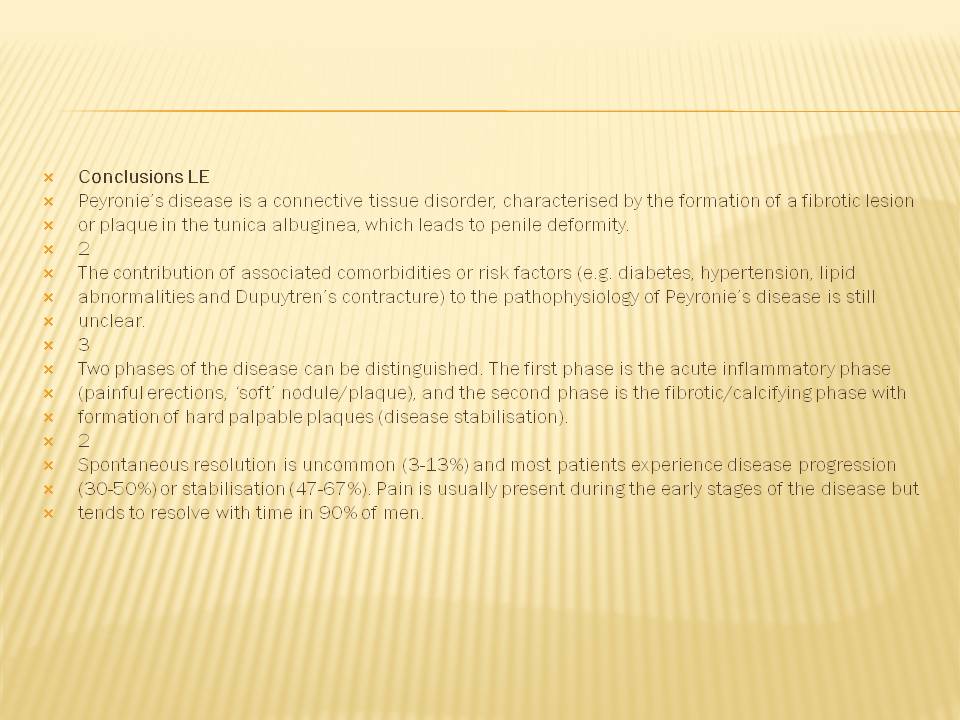 Conclusions LE
Peyronie´s disease is a connective tissue disorder, characterised by the formation of a fibrotic lesion
or plaque in the tunica albuginea, which leads to penile deformity.
2
The contribution of associated comorbidities or risk factors (e.g. diabetes, hypertension, lipid
abnormalities and Dupuytren´s contracture) to the pathophysiology of Peyronie´s disease is still
unclear.
3
Two phases of the disease can be distinguished. The first phase is the acute inflammatory phase
(painful erections, ‘soft´ nodule/plaque), and the second phase is the fibrotic/calcifying phase with
formation of hard palpable plaques (disease stabilisation).
2
Spontaneous resolution is uncommon (3-13%) and most patients experience disease progression
(30-50%) or stabilisation (47-67%). Pain is usually present during the early stages of the disease but
tends to resolve with time in 90% of men.